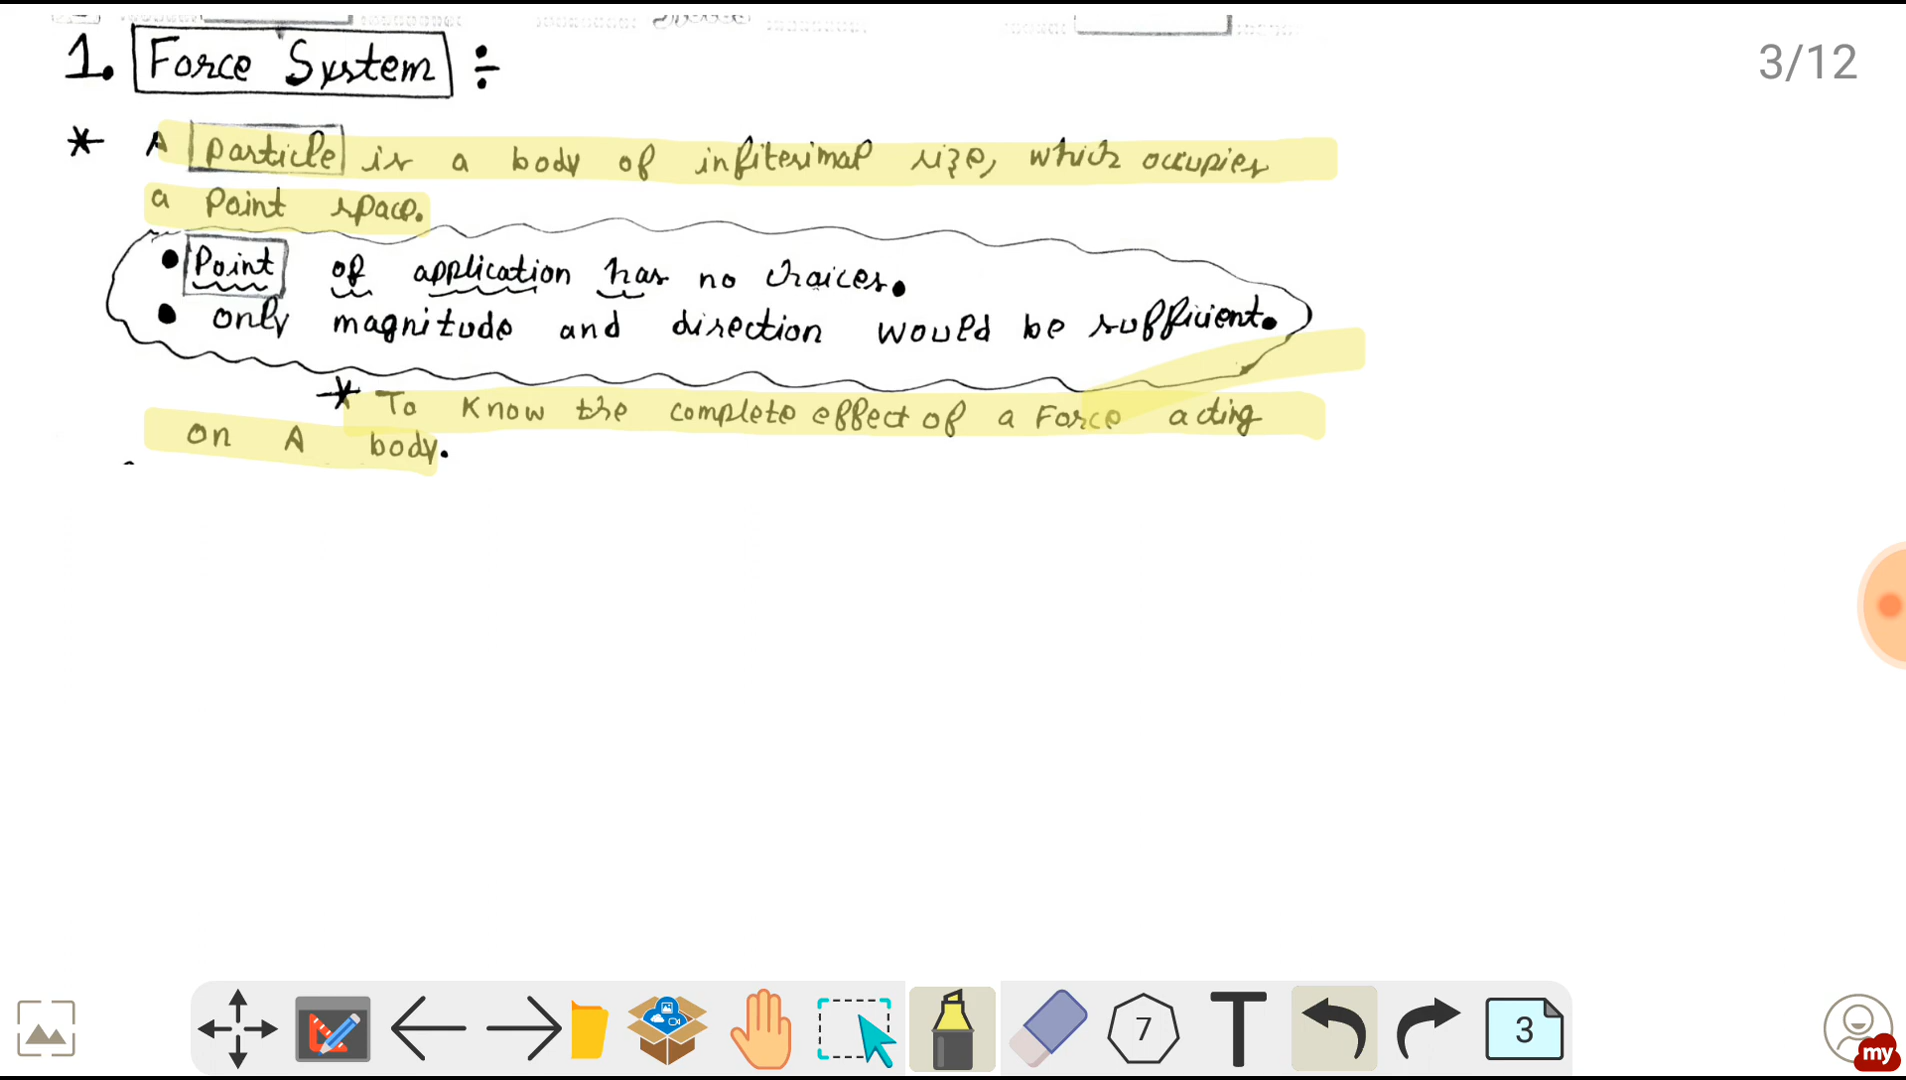 3/12
1. Force System ÷
* A particle is a body of infitesimal size, which occupies
a point space.
• Point of application has no choices.
• only magnitude and direction would be sufficient.
* To Know the complete effect of a Force acting
on A body.
7
T
3
my